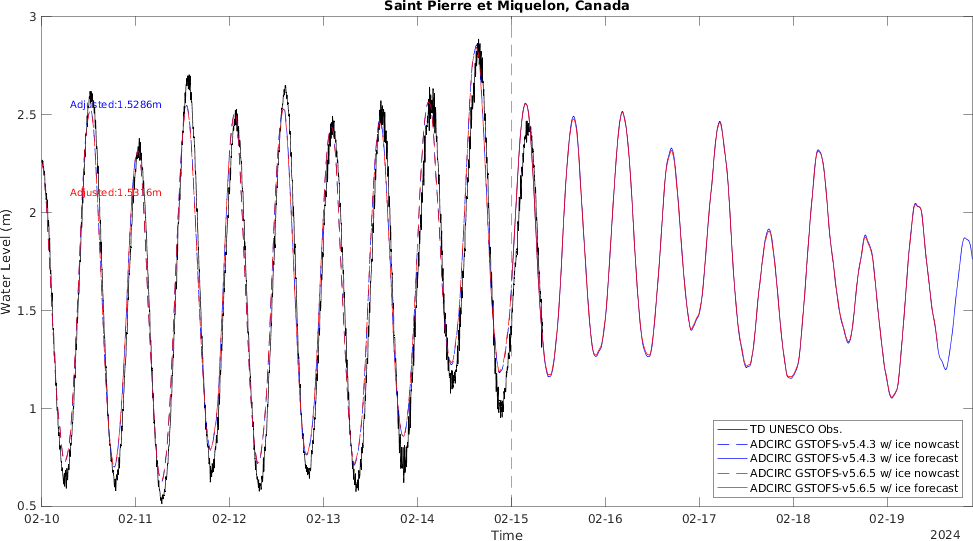 Saint Pierre et Miquelon, Canada
3
2.5
2
1.5
1
0.5
Water Level (m)
Adjusted:1.5286m
Adjusted:1.5316m
TD UNESCO Obs.
ADCIRC GSTOFS-v5.4.3 w/ ice nowcast
ADCIRC GSTOFS-v5.4.3 w/ ice forecast
ADCIRC GSTOFS-v5.6.5 w/ ice nowcast
ADCIRC GSTOFS-v5.6.5 w/ ice forecast
02-10 02-11 02-12 02-13 02-14 02-15 02-16 02-17 02-18 02-19
Time
2024